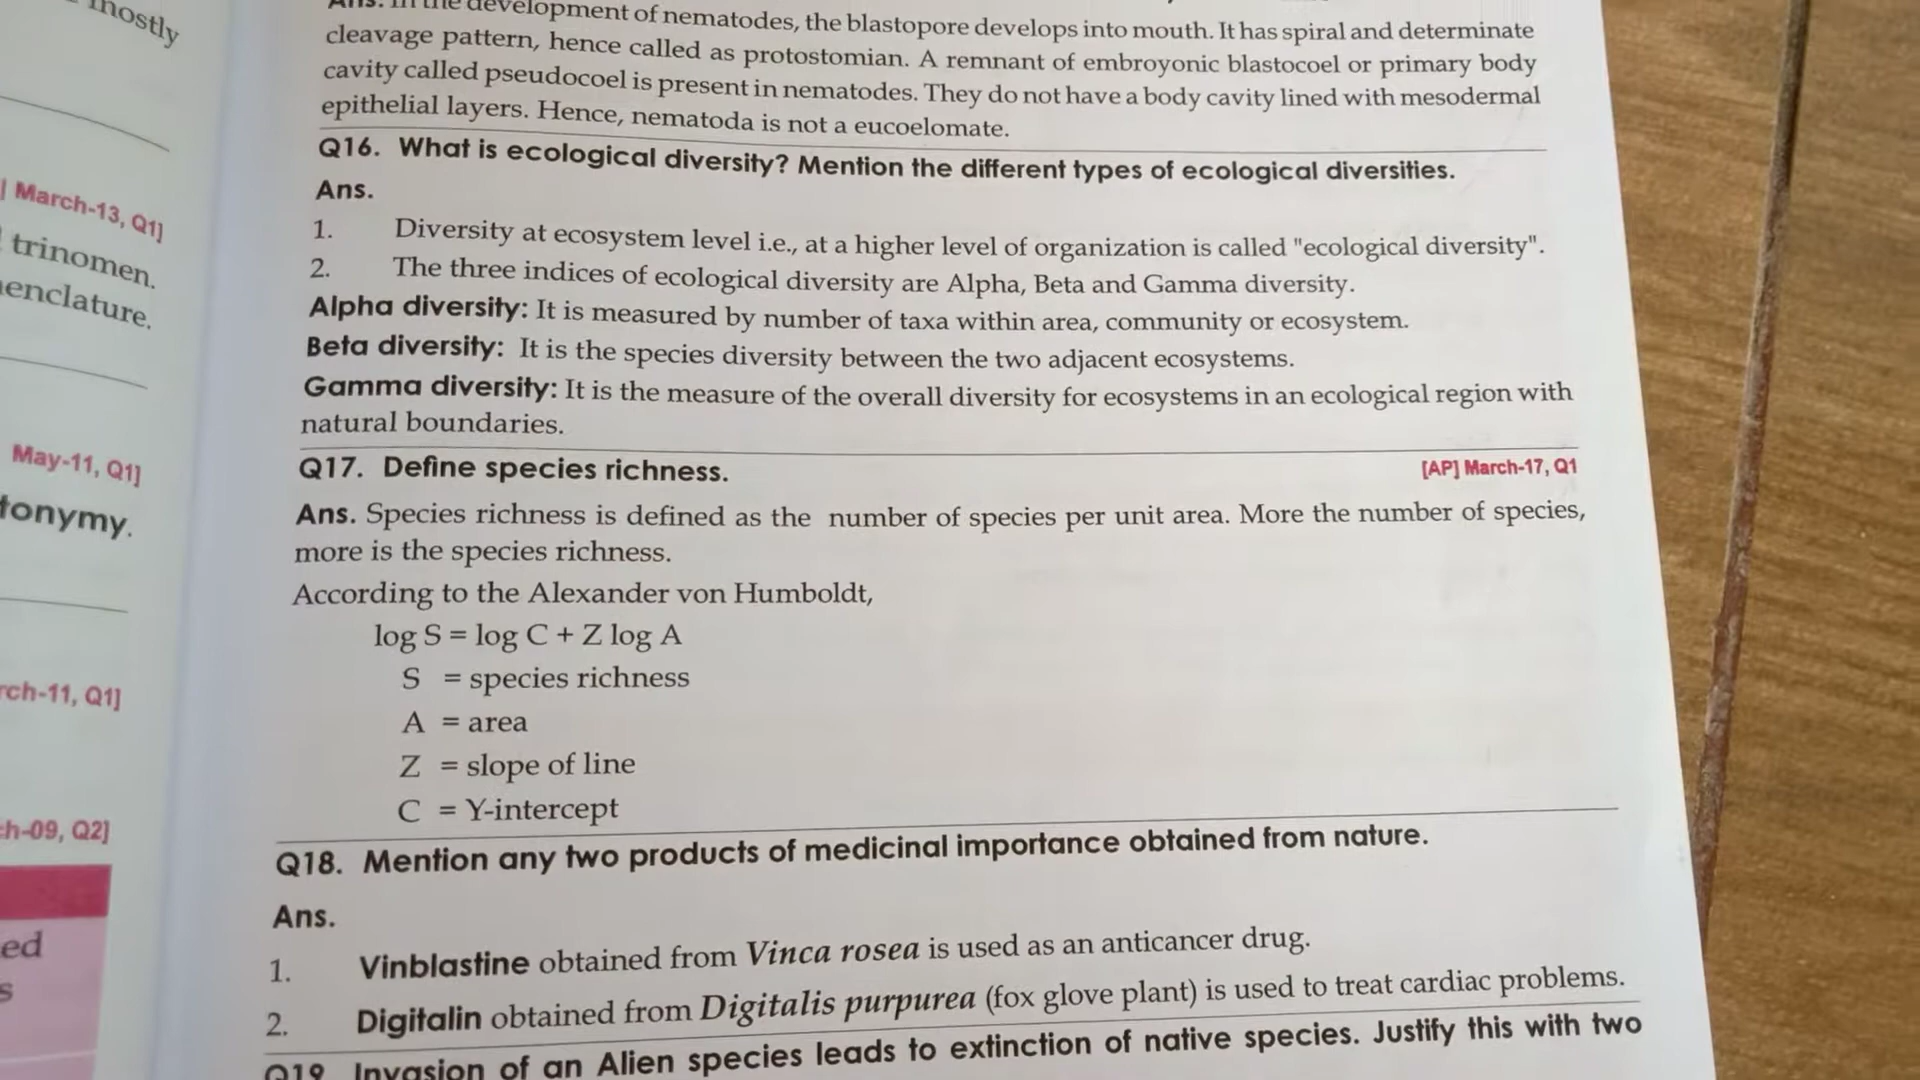 mostly
March-13, Q1]
trinomen.
enclature.
May-11, Q1]
tonymy.
rch-11, Q1]
ch-09, Q2]
ed
s
Ans. In the development of nematodes, the blastopore develops into mouth. It has spiral and determinate
cleavage pattern, hence called as protostomian. A remnant of embroyonic blastocoel or primary body
cavity called pseudocoel is present in nematodes. They do not have a body cavity lined with mesodermal
epithelial layers. Hence, nematoda is not a eucoelomate.
Q16. What is ecological diversity? Mention the different types of ecological diversities.
Ans.
1. Diversity at ecosystem level i.e., at a higher level of organization is called "ecological diversity".
2. The three indices of ecological diversity are Alpha, Beta and Gamma diversity.
Alpha diversity: It is measured by number of taxa within area, community or ecosystem.
Beta diversity: It is the species diversity between the two adjacent ecosystems.
Gamma diversity: It is the measure of the overall diversity for ecosystems in an ecological region with
natural boundaries.
Q17. Define species richness. [AP] March-17, Q1
Ans. Species richness is defined as the number of species per unit area. More the number of species,
more is the species richness.
According to the Alexander von Humboldt,
log S = log C + Z log A
S = species richness
A = area
Z = slope of line
C = Y-intercept
Q18. Mention any two products of medicinal importance obtained from nature.
Ans.
1. Vinblastine obtained from Vinca rosea is used as an anticancer drug.
2. Digitalin obtained from Digitalis purpurea (fox glove plant) is used to treat cardiac problems.
Q19. Invasion of an Alien species leads to extinction of native species. Justify this with two